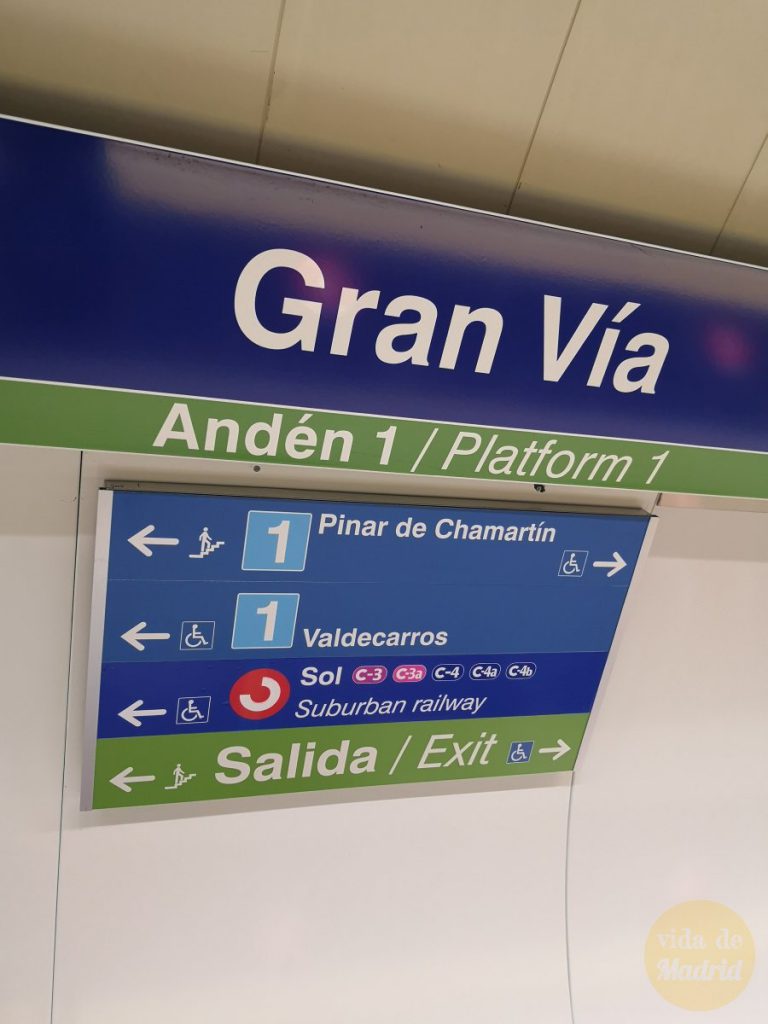 Gran Vía
Andén 1 / Platform 1
1 Pinar de Chamartín
1 Valdecarros
Sol C-3 C-3a C-4 C-4a C-4b
Suburban railway
Salida / Exit
vida de
Madrid